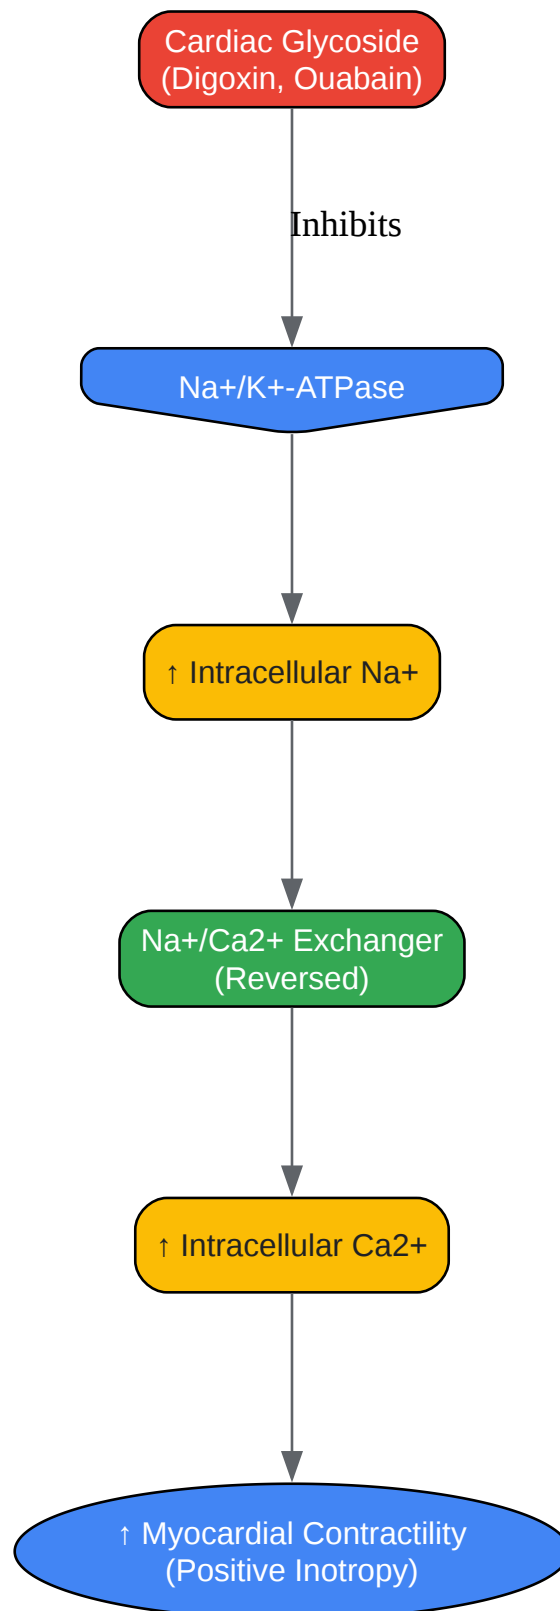 Cardiac Glycoside
(Digoxin, Ouabain)
Inhibits
Na+/K+-ATPase
↑ Intracellular Na+
Na+/Ca2+ Exchanger
(Reversed)
↑ Intracellular Ca2+
↑ Myocardial Contractility
(Positive Inotropy)